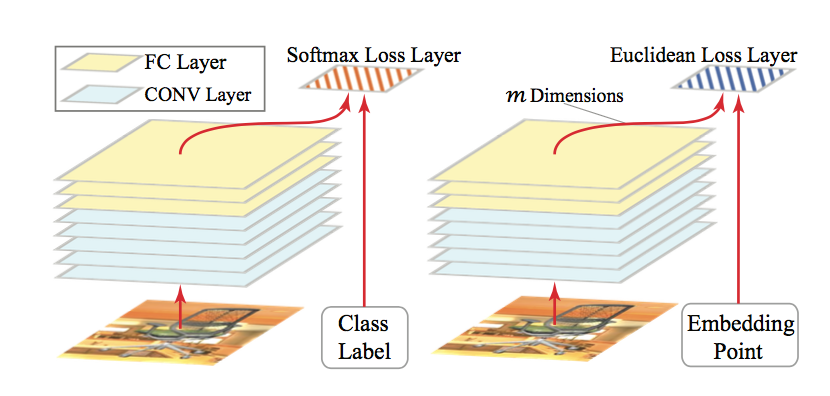 FC Layer
CONV Layer
Softmax Loss Layer
Class
Label
Euclidean Loss Layer
m Dimensions
Embedding
Point